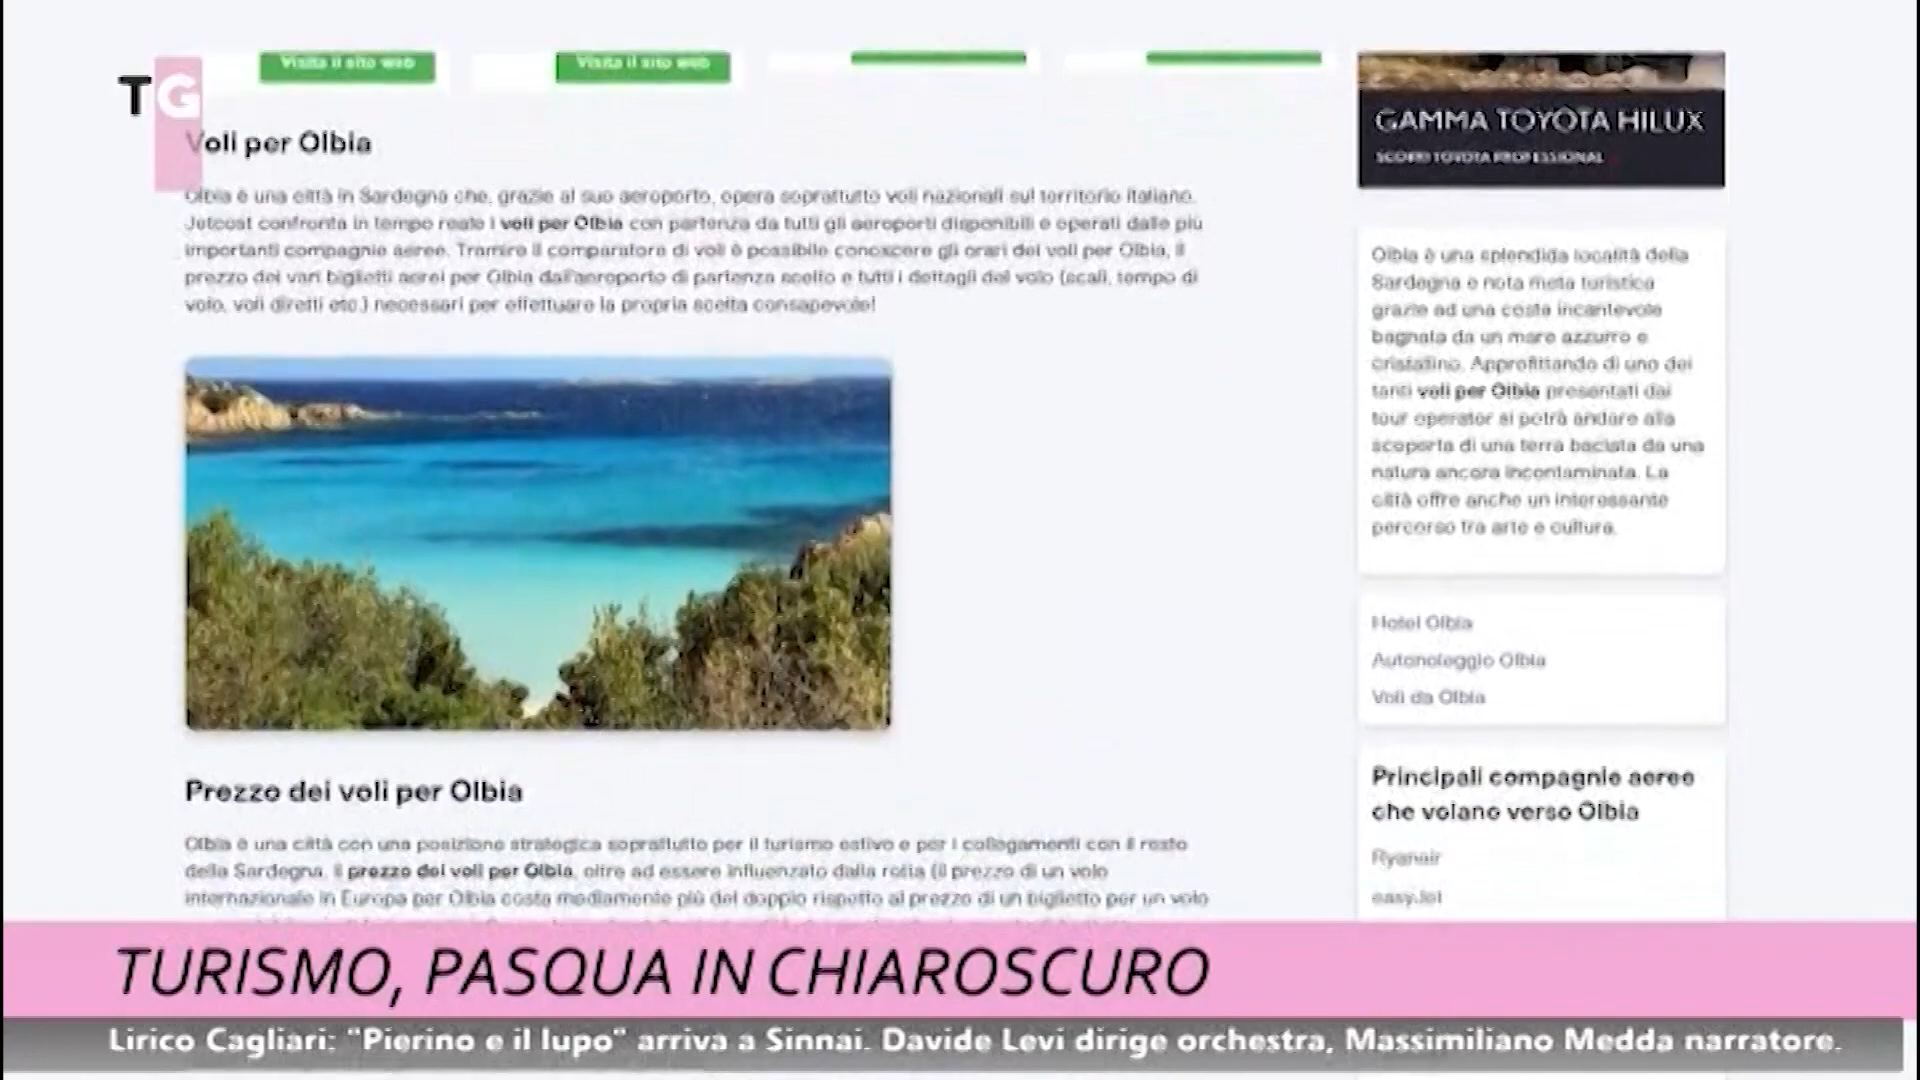 TG
Visita il sito web
Visita il sito web
Voli per Olbia
Olbia è una città in Sardegna che, grazie al suo aeroporto, opera soprattutto voli nazionali sul territorio italiano.
Jetcost confronta in tempo reale i voli per Olbia con partenza da tutti gli aeroporti disponibili e operati dalle più
importanti compagnie aeree. Tramite il comparatore di voli è possibile conoscere gli orari dei voli per Olbia, il
prezzo dei vari biglietti aerei per Olbia dall'aeroporto di partenza scelto e tutti i dettagli del volo (scali, tempo di
volo, voli diretti etc.) necessari per effettuare la propria scelta consapevole!
Prezzo dei voli per Olbia
Olbia è una città con una posizione strategica soprattutto per il turismo estivo e per i collegamenti con il resto
della Sardegna. Il prezzo dei voli per Olbia, oltre ad essere influenzato dalla rotta (il prezzo di un volo
internazionale in Europa per Olbia costa mediamente più del doppio rispetto al prezzo di un biglietto per un volo
GAMMA TOYOTA HILUX
SCOPRI TOYOTA PROFESSIONAL
Olbia è una splendida località della
Sardegna e nota meta turistica
grazie ad una costa incantevole
bagnata da un mare azzurro e
cristallino. Approfittando di uno dei
tanti voli per Olbia presentati dai
tour operator si potrà andare alla
scoperta di una terra baciata da una
natura ancora incontaminata. La
città offre anche un interessante
percorso tra arte e cultura.
Hotel Olbia
Autonoleggio Olbia
Voli da Olbia
Principali compagnie aeree
che volano verso Olbia
Ryanair
easyJet
TURISMO, PASQUA IN CHIAROSCURO
Lirico Cagliari: "Pierino e il lupo" arriva a Sinnai. Davide Levi dirige orchestra, Massimiliano Medda narratore.